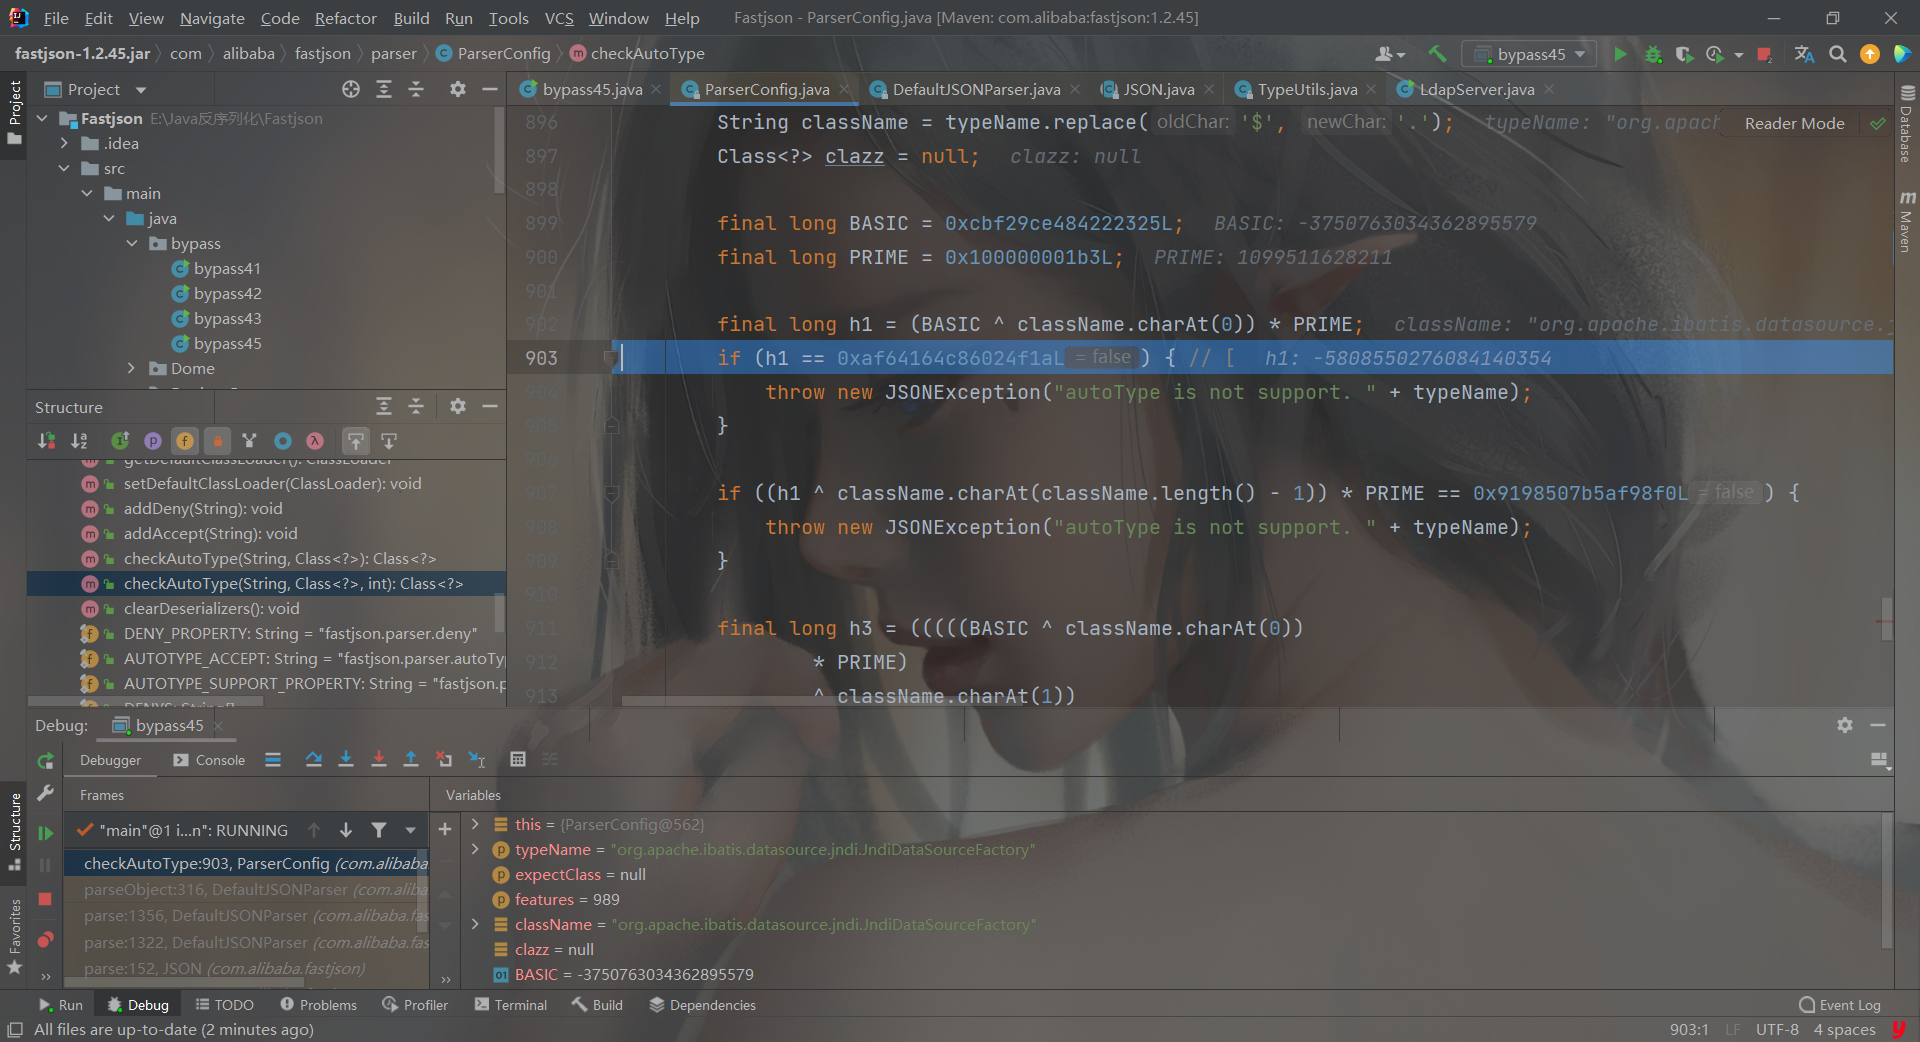 File Edit View Navigate Code Refactor Build Run Tools VCS Window Help Fastjson - ParserConfig.java [Maven: com.alibaba:fastjson:1.2.45]
fastjson-1.2.45.jar com alibaba fastjson parser ParserConfig checkAutoType bypass45
Project
bypass45.java ParserConfig.java DefaultJSONParser.java JSON.java TypeUtils.java LdapServer.java
Project
Fastjson E:\Java反序列化\Fastjson
.idea
src
main
java
bypass
bypass41
bypass42
bypass43
bypass45
Dome
Structure
setDefaultClassLoader(ClassLoader): void
addDeny(String): void
addAccept(String): void
checkAutoType(String, Class<?>): Class<?>
checkAutoType(String, Class<?>, int): Class<?>
clearDeserializers(): void
DENY_PROPERTY: String = "fastjson.parser.deny"
AUTOTYPE_ACCEPT: String = "fastjson.parser.autoTy
AUTOTYPE_SUPPORT_PROPERTY: String = "fastjson.p
Reader Mode
896 String className = typeName.replace( oldChar: '$', newChar: '.'); typeName: "org.apach
897 Class<?> clazz = null; clazz: null
898
899 final long BASIC = 0xcbf29ce484222325L; BASIC: -3750763034362895579
900 final long PRIME = 0x100000001b3L; PRIME: 1099511628211
901
902 final long h1 = (BASIC ^ className.charAt(0)) * PRIME; className: "org.apache.ibatis.datasource.j
903 if (h1 == 0xaf64164c86024f1aL = false ) { // [ h1: -5808550276084140354
904 throw new JSONException("autoType is not support. " + typeName);
905 }
906
907 if ((h1 ^ className.charAt(className.length() - 1)) * PRIME == 0x9198507b5af98f0L = false ) {
908 throw new JSONException("autoType is not support. " + typeName);
909 }
910
911 final long h3 = (((((BASIC ^ className.charAt(0))
912 * PRIME)
913 ^ className.charAt(1))
Database
Maven
Structure
Favorites
Debug: bypass45
Debugger Console
Frames
"main"@1 i...n": RUNNING
checkAutoType:903, ParserConfig (com.alibaba
parseObject:316, DefaultJSONParser (com.aliba
parse:1356, DefaultJSONParser (com.alibaba.fas
parse:1322, DefaultJSONParser (com.alibaba.fas
parse:152, JSON (com.alibaba.fastjson)
Variables
this = {ParserConfig@562}
typeName = "org.apache.ibatis.datasource.jndi.JndiDataSourceFactory"
expectClass = null
features = 989
className = "org.apache.ibatis.datasource.jndi.JndiDataSourceFactory"
clazz = null
BASIC = -3750763034362895579
Run Debug TODO Problems Profiler Terminal Build Dependencies Event Log
All files are up-to-date (2 minutes ago) 903:1 LF UTF-8 4 spaces